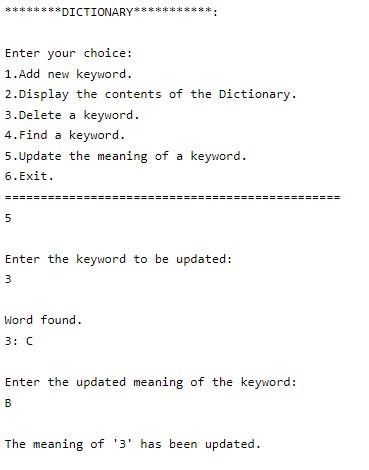 ********DICTIONARY***********:
Enter your choice:
1.Add new keyword.
2.Display the contents of the Dictionary.
3.Delete a keyword.
4.Find a keyword.
5.Update the meaning of a keyword.
6.Exit.
===============================================
5
Enter the keyword to be updated:
3
Word found.
3: C
Enter the updated meaning of the keyword:
B
The meaning of '3' has been updated.